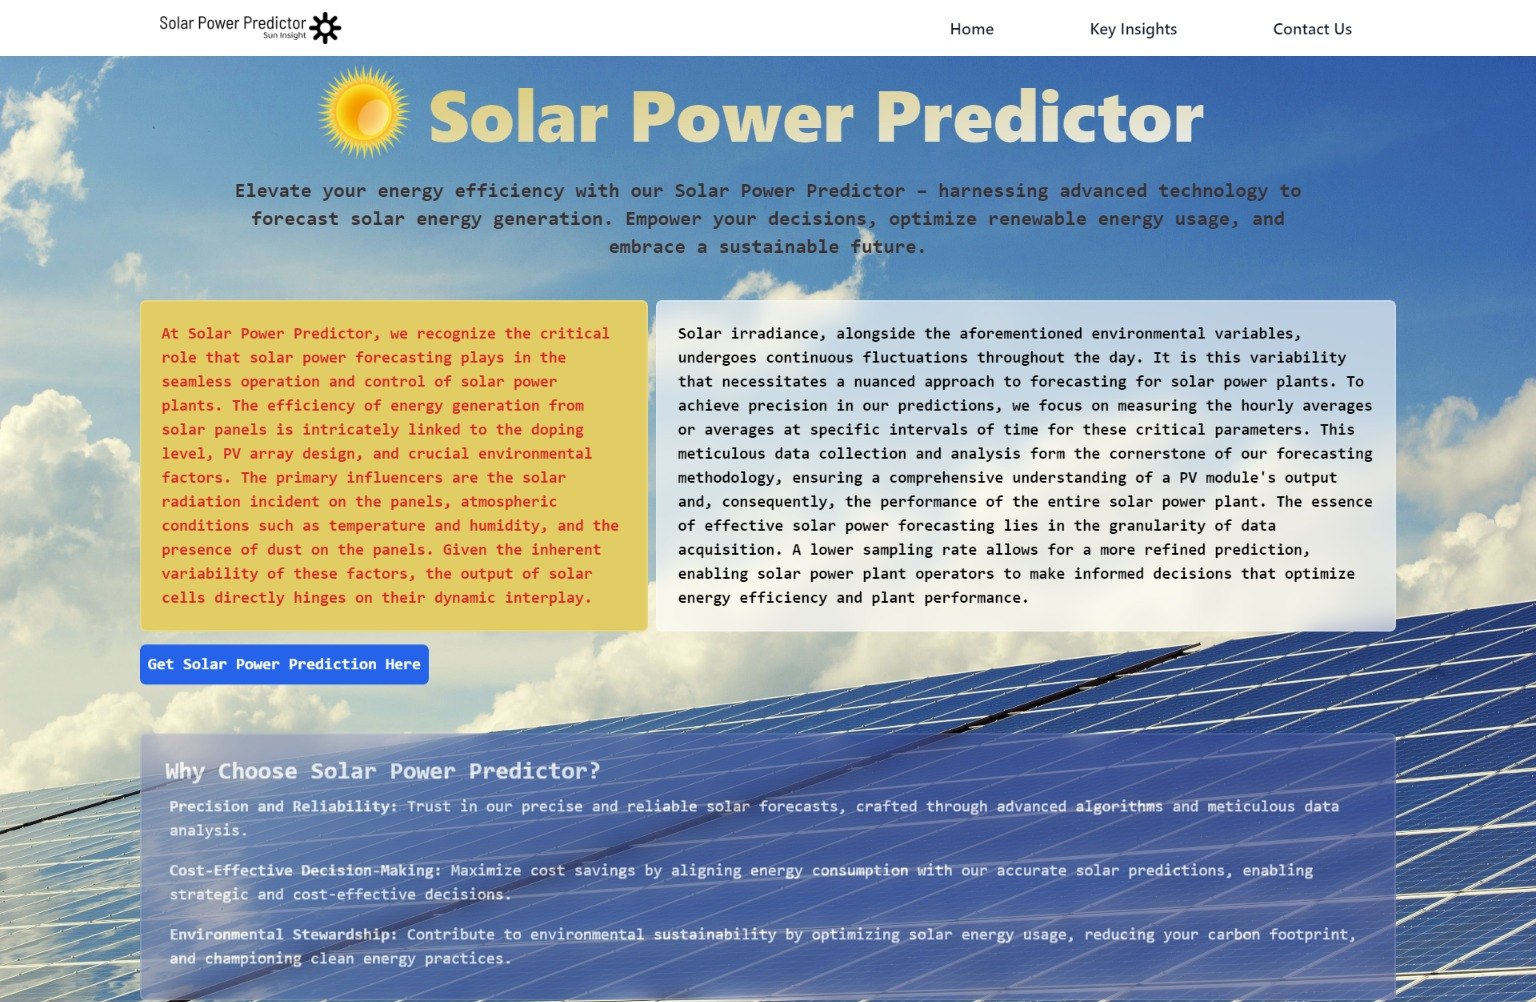 Solar Power Predictor
Sun Insight
Home
Key Insights
Contact Us
Solar Power Predictor
Elevate your energy efficiency with our Solar Power Predictor – harnessing advanced technology to
forecast solar energy generation. Empower your decisions, optimize renewable energy usage, and
embrace a sustainable future.
At Solar Power Predictor, we recognize the critical
role that solar power forecasting plays in the
seamless operation and control of solar power
plants. The efficiency of energy generation from
solar panels is intricately linked to the doping
level, PV array design, and crucial environmental
factors. The primary influencers are the solar
radiation incident on the panels, atmospheric
conditions such as temperature and humidity, and the
presence of dust on the panels. Given the inherent
variability of these factors, the output of solar
cells directly hinges on their dynamic interplay.
Solar irradiance, alongside the aforementioned environmental variables,
undergoes continuous fluctuations throughout the day. It is this variability
that necessitates a nuanced approach to forecasting for solar power plants. To
achieve precision in our predictions, we focus on measuring the hourly averages
or averages at specific intervals of time for these critical parameters. This
meticulous data collection and analysis form the cornerstone of our forecasting
methodology, ensuring a comprehensive understanding of a PV module's output
and, consequently, the performance of the entire solar power plant. The essence
of effective solar power forecasting lies in the granularity of data
acquisition. A lower sampling rate allows for a more refined prediction,
enabling solar power plant operators to make informed decisions that optimize
energy efficiency and plant performance.
Get Solar Power Prediction Here
Why Choose Solar Power Predictor?
Precision and Reliability: Trust in our precise and reliable solar forecasts, crafted through advanced algorithms and meticulous data
analysis.
Cost-Effective Decision-Making: Maximize cost savings by aligning energy consumption with our accurate solar predictions, enabling
strategic and cost-effective decisions.
Environmental Stewardship: Contribute to environmental sustainability by optimizing solar energy usage, reducing your carbon footprint,
and championing clean energy practices.